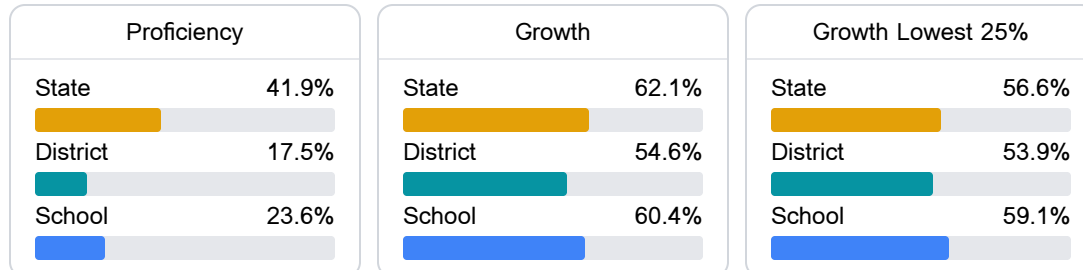 Proficiency
State 41.9%
District 17.5%
School 23.6%
Growth
State 62.1%
District 54.6%
School 60.4%
Growth Lowest 25%
State 56.6%
District 53.9%
School 59.1%